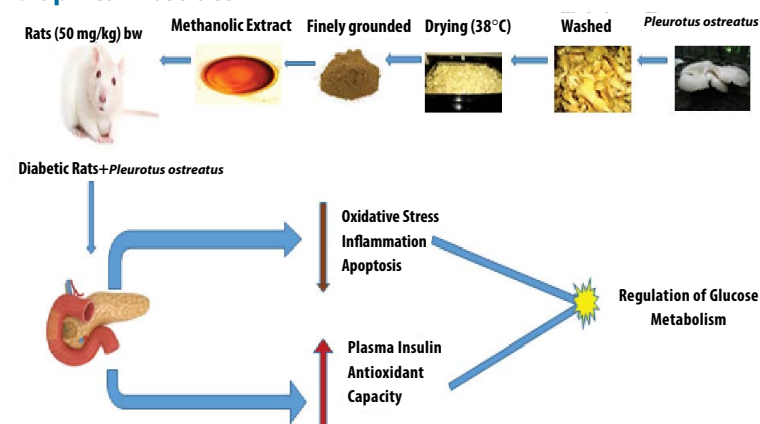 Rats (50 mg/kg) bw
Methanolic Extract
Finely grounded
Drying (38°C)
Washed
Pleurotus ostreatus
Diabetic Rats+Pleurotus ostreatus
Oxidative Stress
Inflammation
Apoptosis
Plasma Insulin
Antioxidant
Capacity
Regulation of Glucose
Metabolism